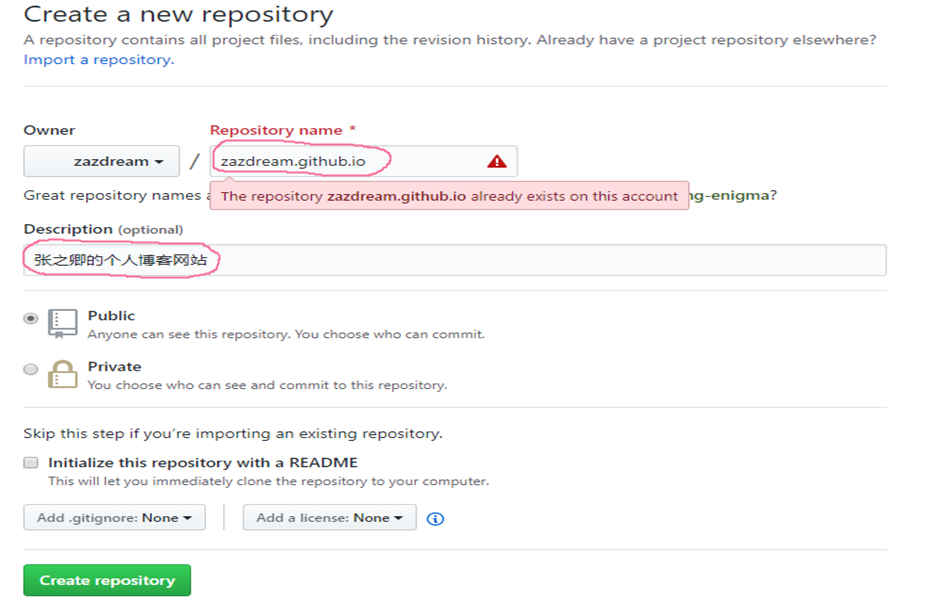 Create a new repository
A repository contains all project files, including the revision history. Already have a project repository elsewhere?
Import a repository.
Owner
Repository name *
zazdream
/
zazdream.github.io
Great repository names
ng-enigma?
The repository zazdream.github.io already exists on this account
Description (optional)
张之卿的个人博客网站
Public
Anyone can see this repository. You choose who can commit.
Private
You choose who can see and commit to this repository.
Skip this step if you’re importing an existing repository.
Initialize this repository with a README
This will let you immediately clone the repository to your computer.
Add .gitignore: None
Add a license: None
Create repository